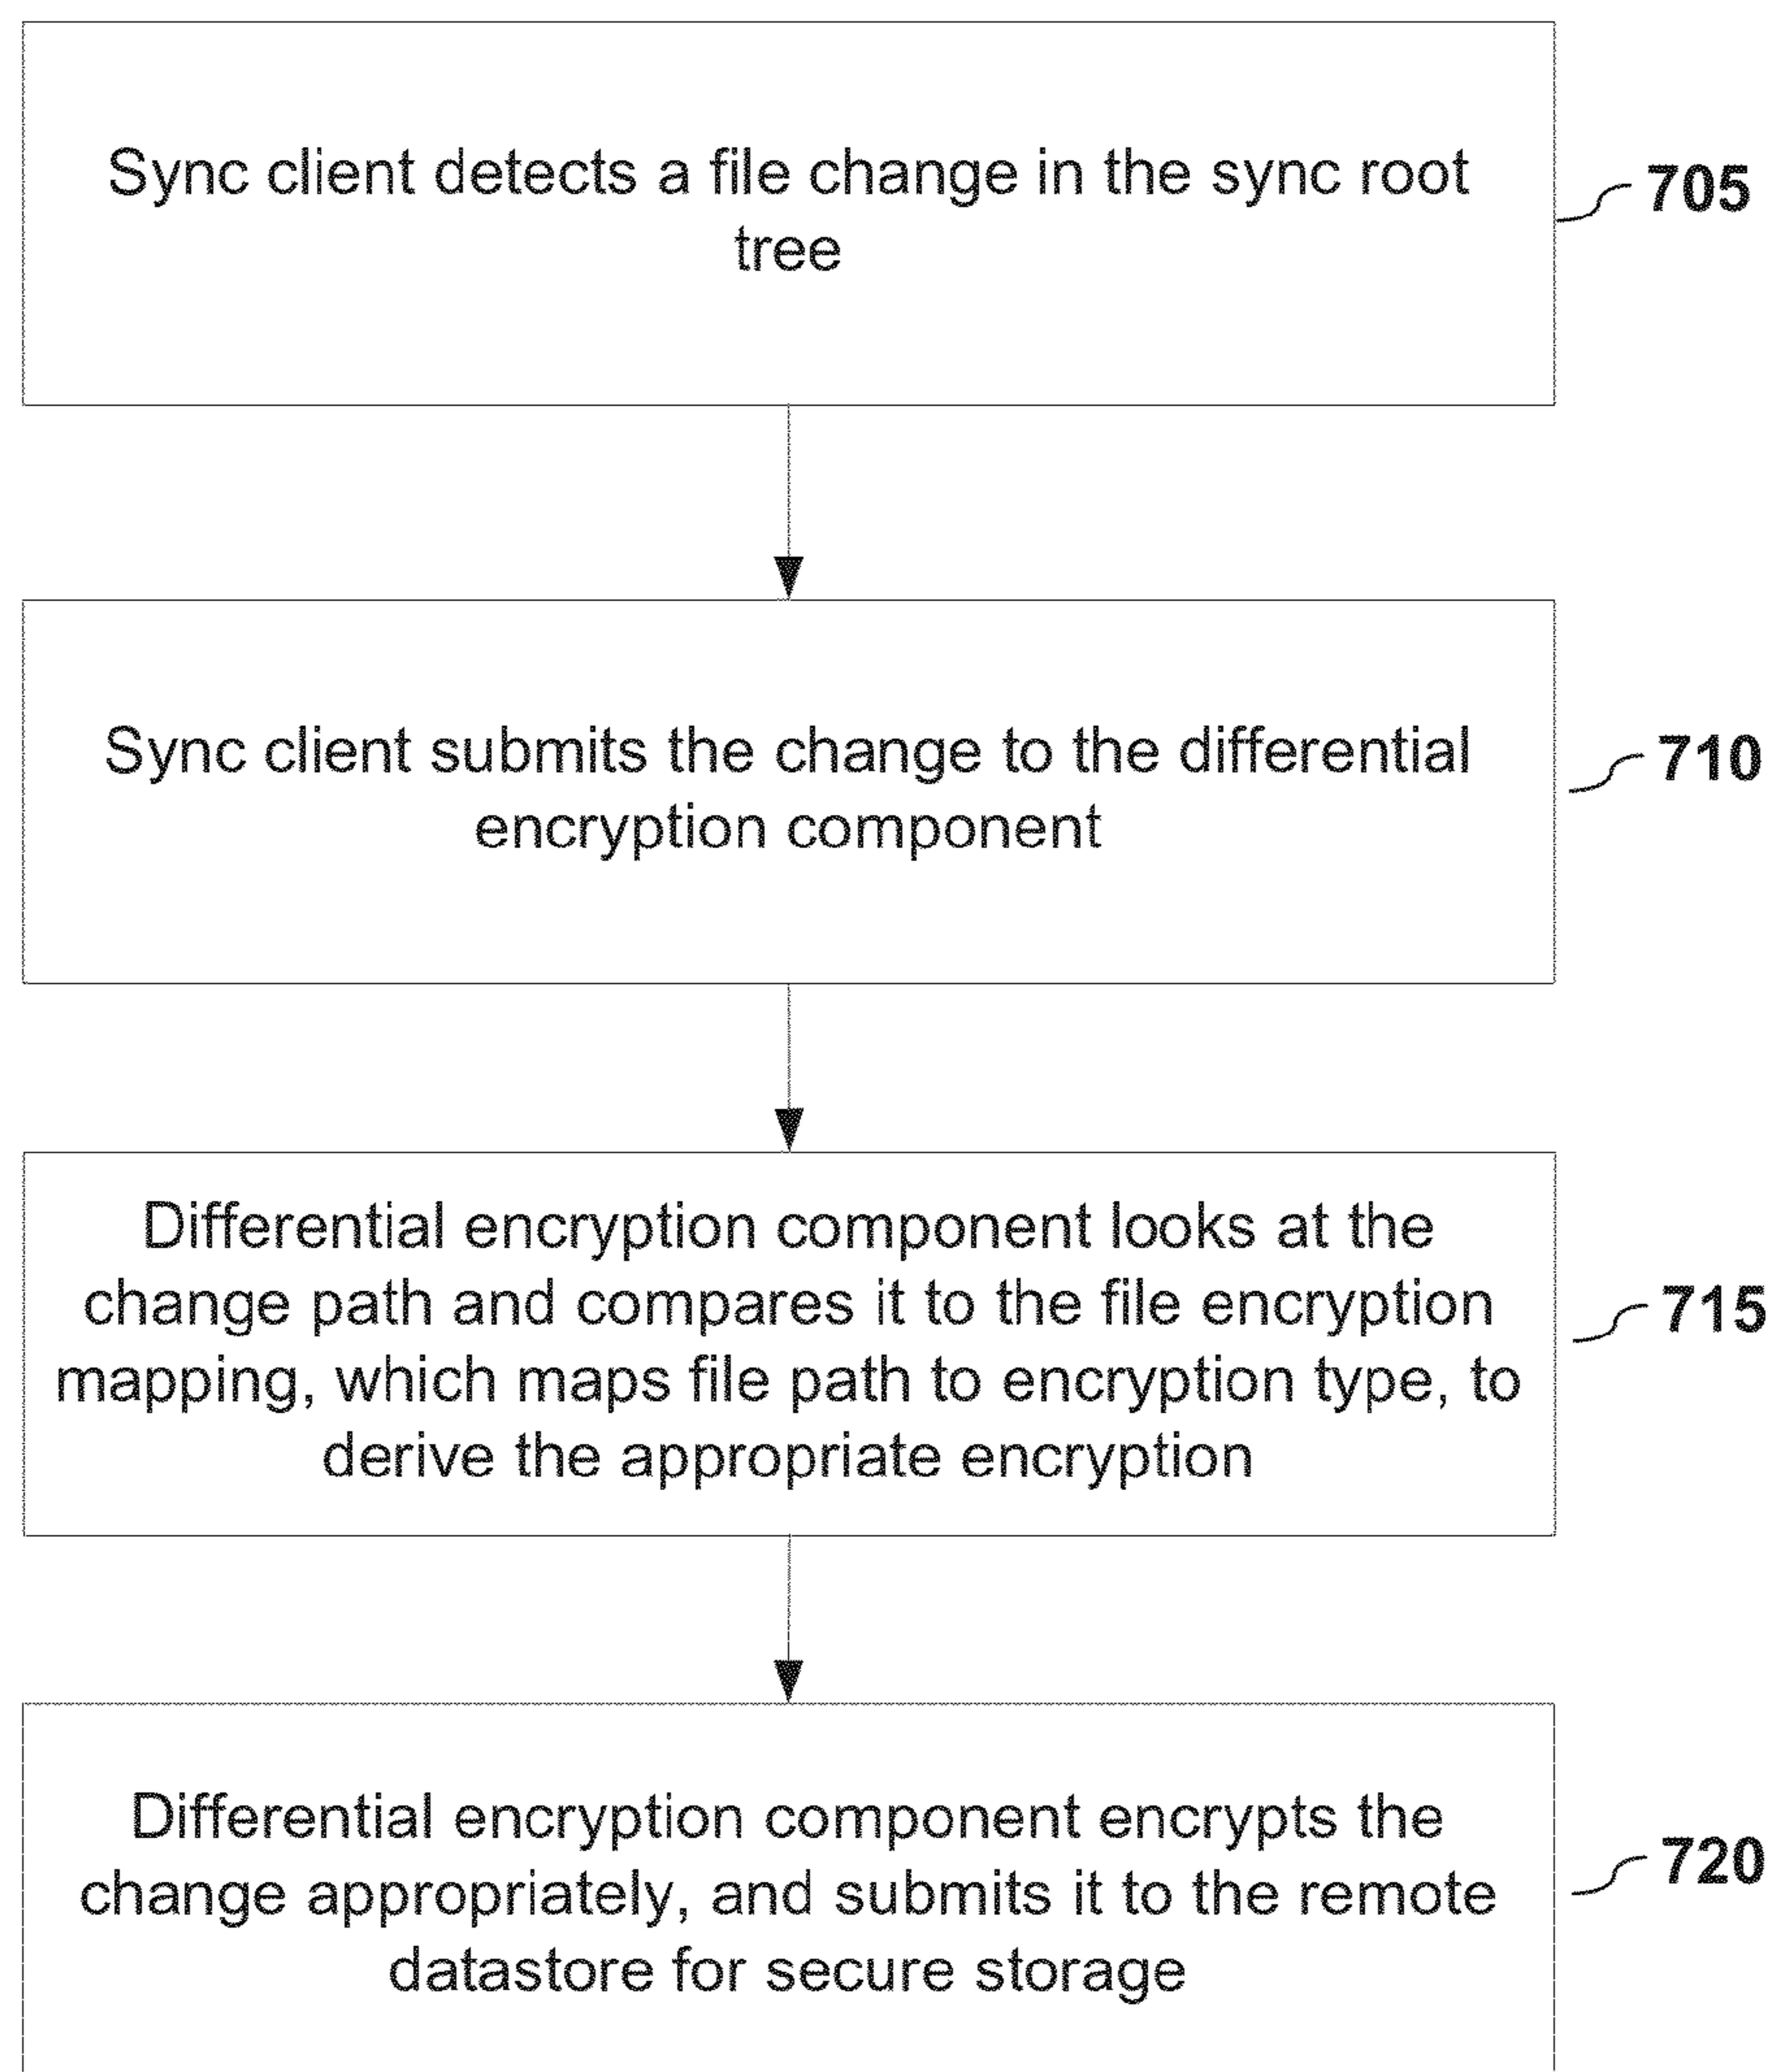 Sync client detects a file change in the sync root
tree
705
Sync client submits the change to the differential
encryption component
710
Differential encryption component looks at the
change path and compares it to the file encryption
mapping, which maps file path to encryption type, to
derive the appropriate encryption
715
Differential encryption component encrypts the
change appropriately, and submits it to the remote
datastore for secure storage
720